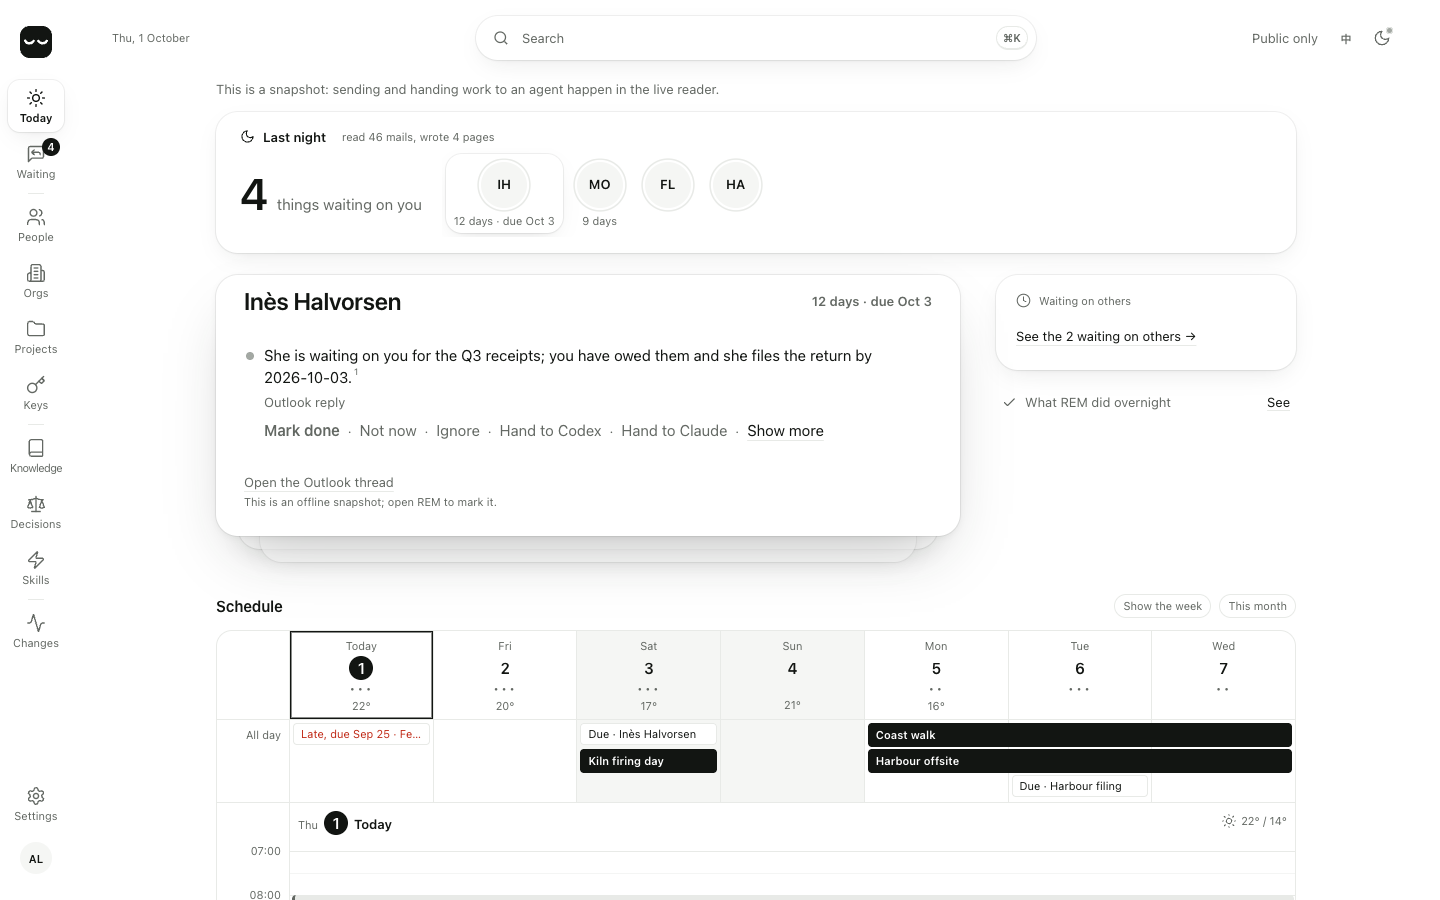 Thu, 1 October
Search
⌘K
Public only
中
Today
4
Waiting
People
Orgs
Projects
Keys
Knowledge
Decisions
Skills
Changes
Settings
AL
This is a snapshot: sending and handing work to an agent happen in the live reader.
Last night read 46 mails, wrote 4 pages
4 things waiting on you
IH MO FL HA
12 days · due Oct 3 9 days
Inès Halvorsen 12 days · due Oct 3
She is waiting on you for the Q3 receipts; you have owed them and she files the return by
2026-10-03. 1
Outlook reply
Mark done · Not now · Ignore · Hand to Codex · Hand to Claude · Show more
Open the Outlook thread
This is an offline snapshot; open REM to mark it.
Waiting on others
See the 2 waiting on others →
What REM did overnight See
Schedule
Show the week This month
Today Fri Sat Sun Mon Tue Wed
1 2 3 4 5 6 7
22° 20° 17° 21° 16°
All day
Late, due Sep 25 · Fe… Due · Inès Halvorsen Coast walk
Kiln firing day Harbour offsite
Due · Harbour filing
Thu 1 Today 22° / 14°
07:00
08:00